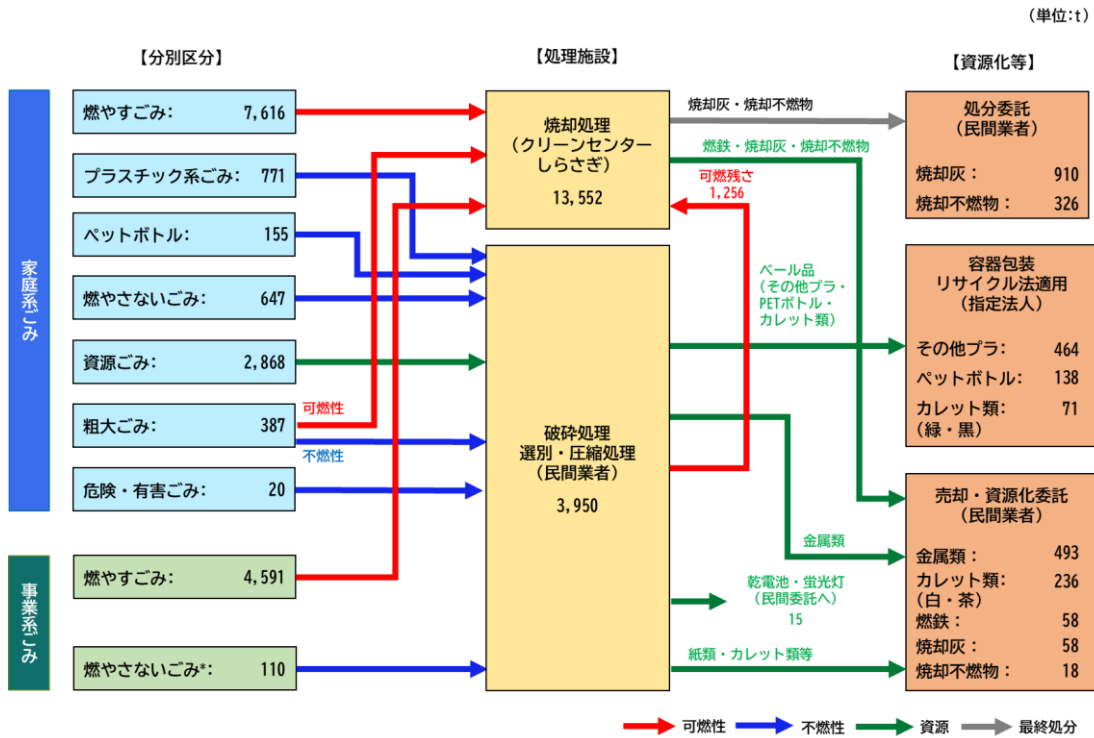 (単位:t)
【分別区分】
【処理施設】
【資源化等】
家庭系ごみ
燃やすごみ: 7,616
プラスチック系ごみ: 771
ペットボトル: 155
燃やさないごみ: 647
資源ごみ: 2,868
粗大ごみ: 387
危険・有害ごみ: 20
可燃性
不燃性
事業系ごみ
燃やすごみ: 4,591
燃やさないごみ*: 110
焼却処理
(クリーンセンター
しらさぎ)
13,552
破砕処理
選別・圧縮処理
(民間業者)
3,950
焼却灰・焼却不燃物
燃鉄・焼却灰・焼却不燃物
可燃残さ
1,256
ベール品
(その他プラ・
PETボトル・
カレット類)
金属類
乾電池・蛍光灯
(民間委託へ)
15
紙類・カレット類等
処分委託
(民間業者)
焼却灰: 910
焼却不燃物: 326
容器包装
リサイクル法適用
(指定法人)
その他プラ: 464
ペットボトル: 138
カレット類: 71
(緑・黒)
売却・資源化委託
(民間業者)
金属類: 493
カレット類: 236
(白・茶)
燃鉄: 58
焼却灰: 58
焼却不燃物: 18
可燃性 不燃性 資源 最終処分